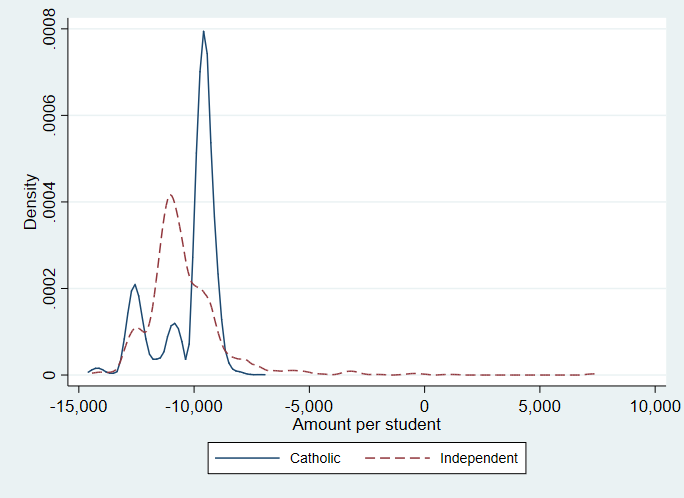 .0008
.0006
.0004
.0002
0
Density
-15,000 -10,000 -5,000 0 5,000 10,000
Amount per student
Catholic Independent